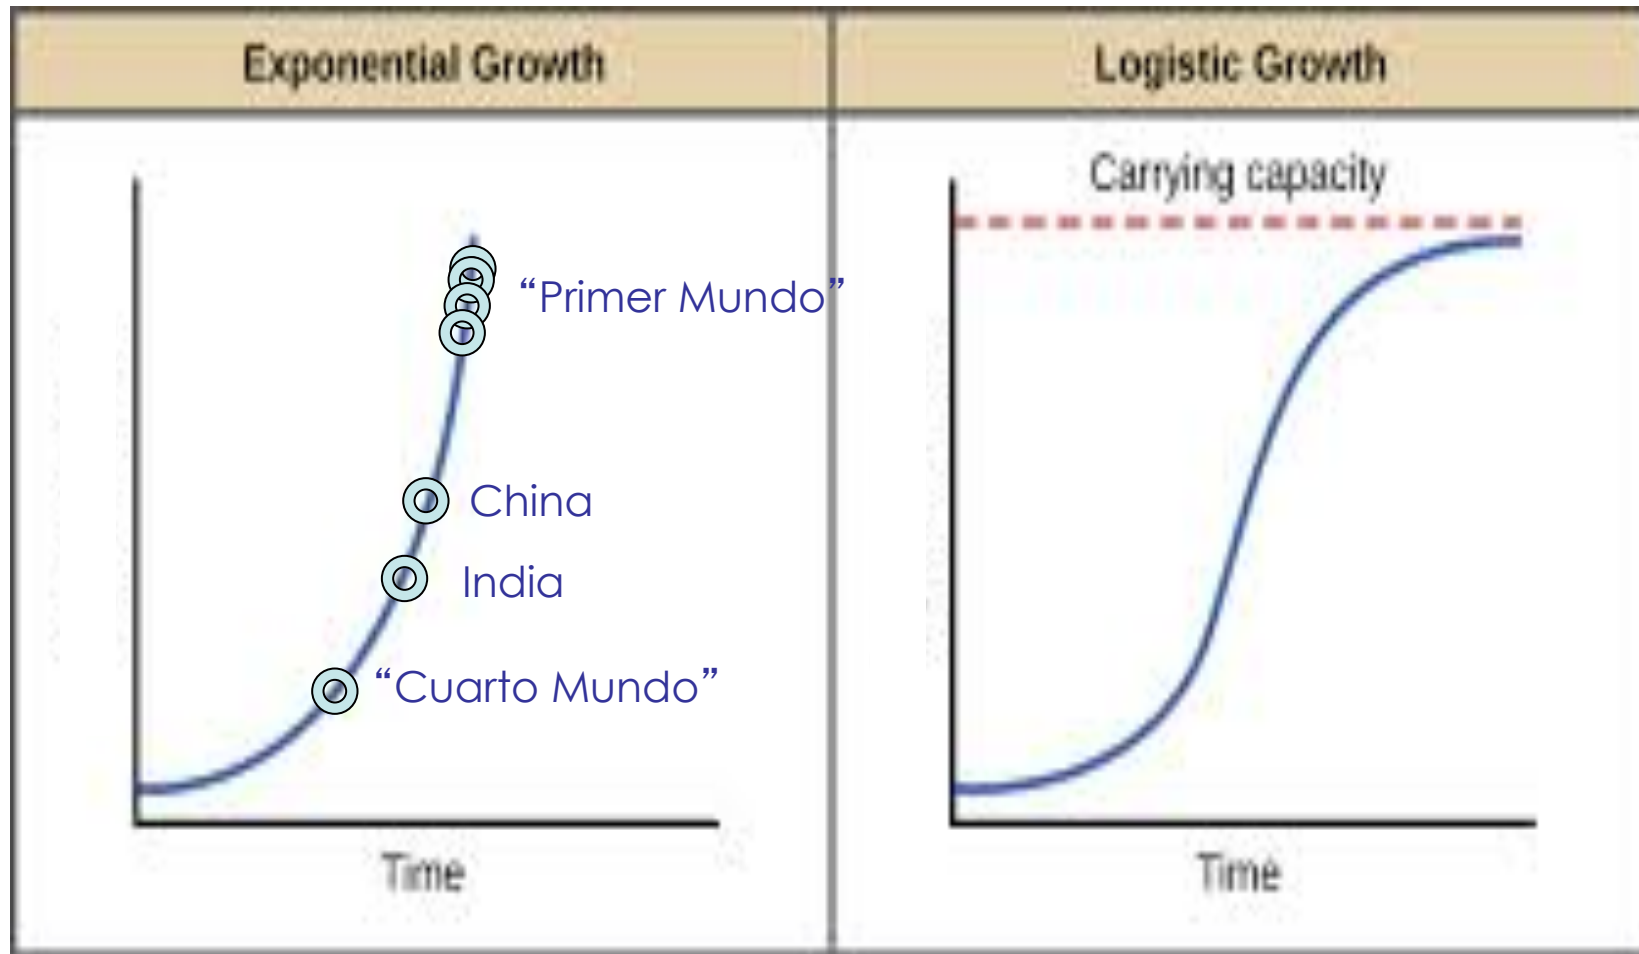 Exponential Growth
Logistic Growth
“Primer Mundo”
China
India
“Cuarto Mundo”
Time
Carrying capacity
Time